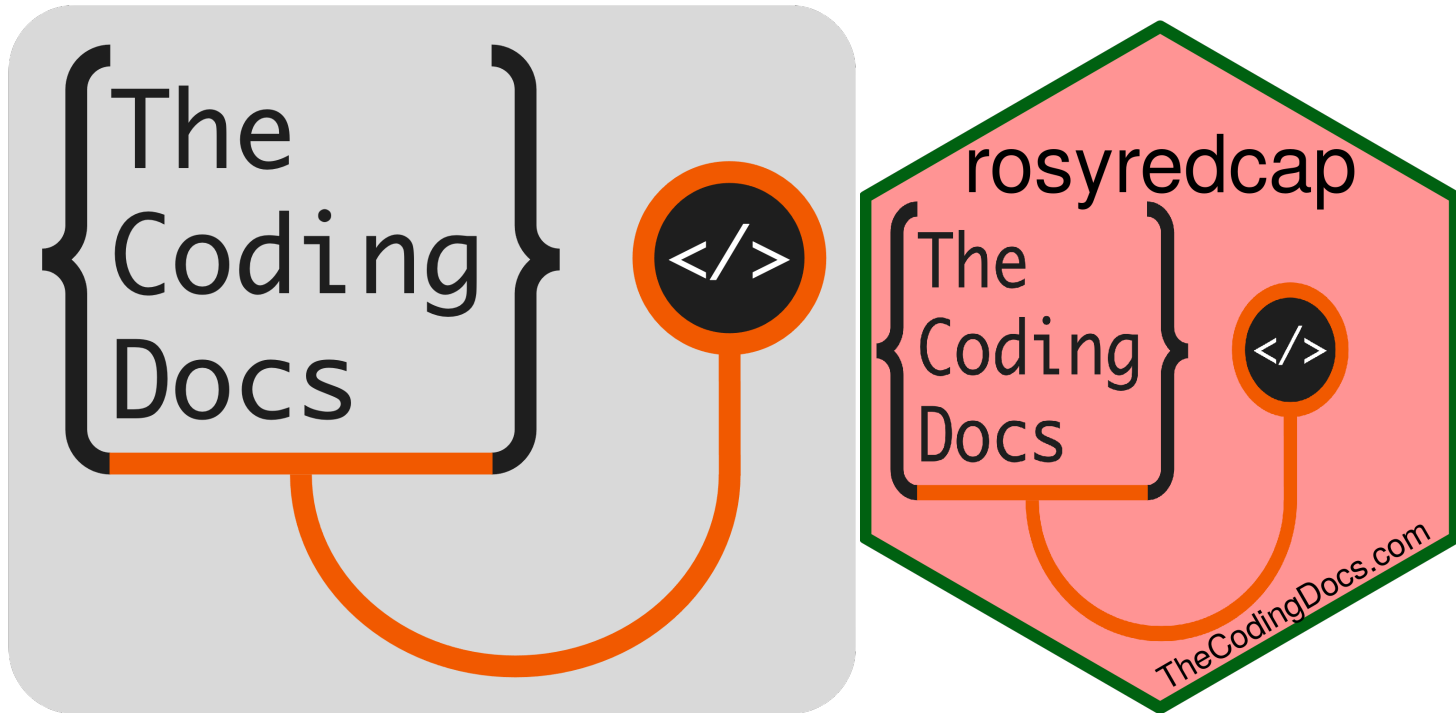 The
Coding
Docs
</>
rosyredcap
The
Coding
Docs
</>
TheCodingDocs.com